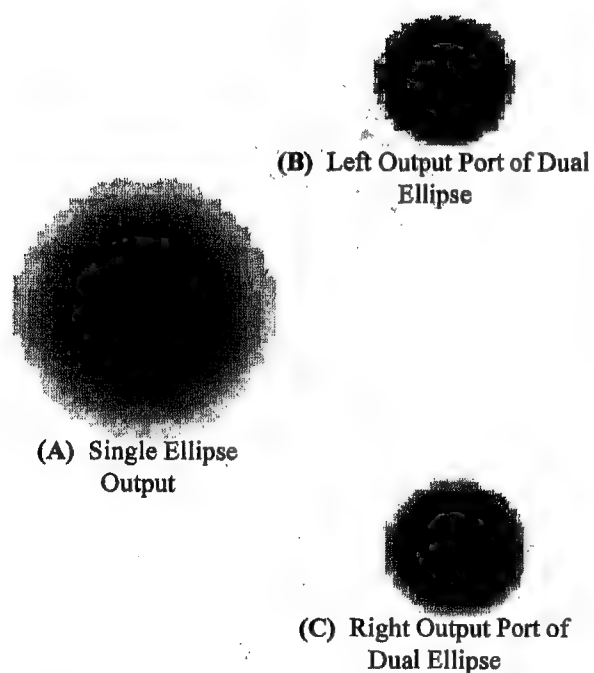 (B) Left Output Port of Dual
Ellipse
(A) Single Ellipse
Output
(C) Right Output Port of
Dual Ellipse